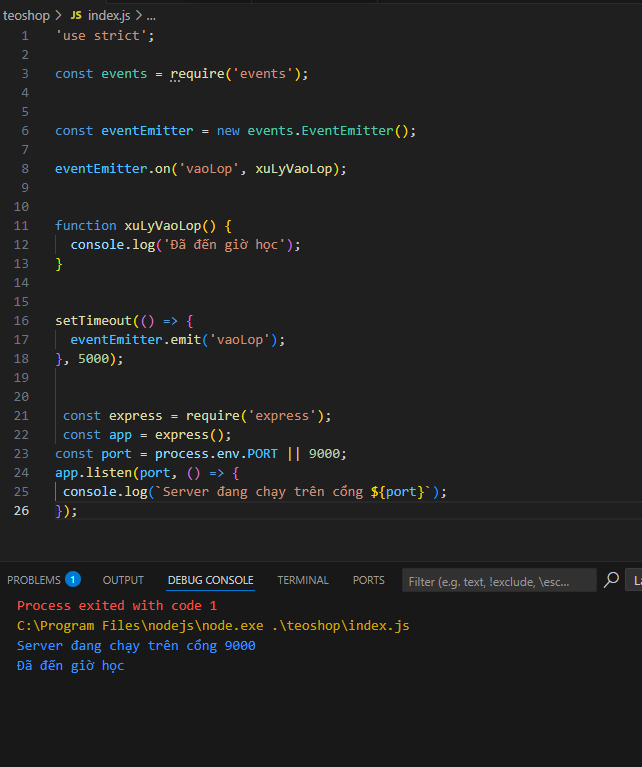 teoshop > JS index.js > ...
1 'use strict';
2
3 const events = require('events');
4
5
6 const eventEmitter = new events.EventEmitter();
7
8 eventEmitter.on('vaoLop', xuLyVaoLop);
9
10
11 function xuLyVaoLop() {
12 console.log('Đã đến giờ học');
13 }
14
15
16 setTimeout(() => {
17 eventEmitter.emit('vaoLop');
18 }, 5000);
19
20
21 const express = require('express');
22 const app = express();
23 const port = process.env.PORT || 9000;
24 app.listen(port, () => {
25 console.log(`Server đang chạy trên cổng ${port}`);
26 });
PROBLEMS 1 OUTPUT DEBUG CONSOLE TERMINAL PORTS Filter (e.g. text, !exclude, \esc... La
Process exited with code 1
C:\Program Files\nodejs\node.exe .\teoshop\index.js
Server đang chạy trên cổng 9000
Đã đến giờ học